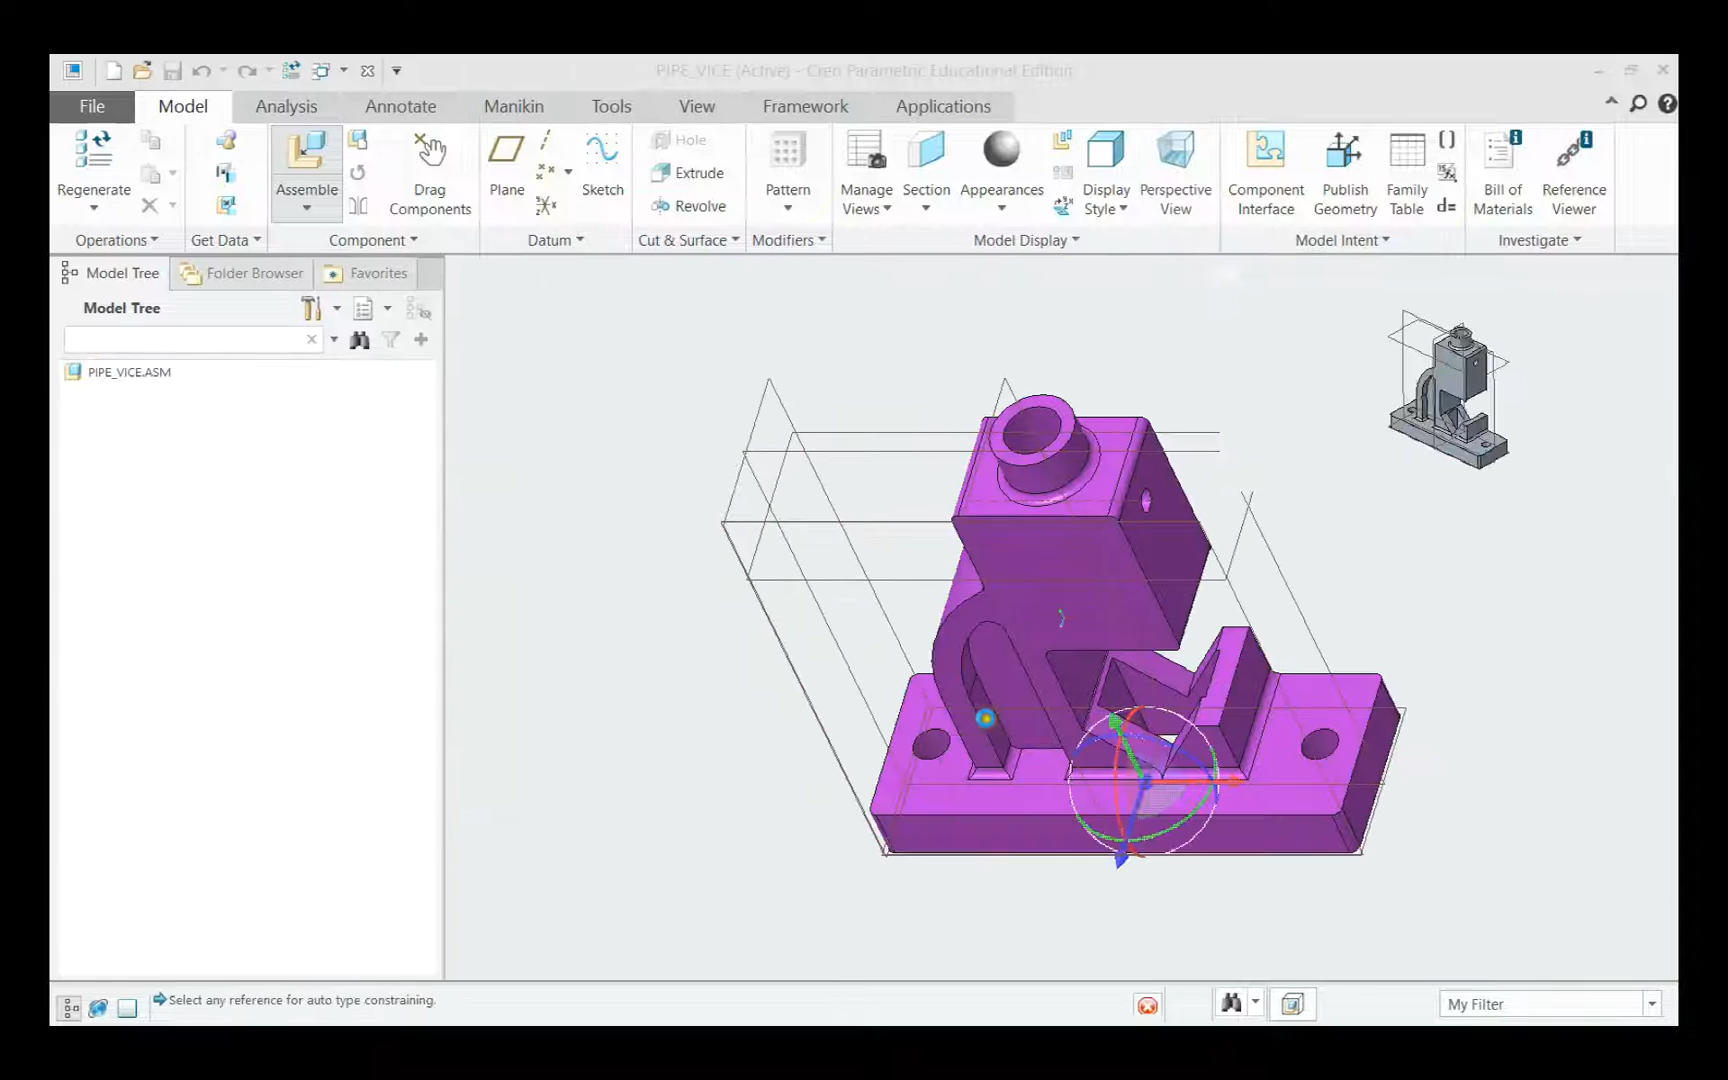 PIPE_VICE (Active) - Creo Parametric Educational Edition
File Model Analysis Annotate Manikin Tools View Framework Applications
Regenerate
Assemble
Drag Components
Plane
Sketch
Hole
Extrude
Revolve
Pattern
Manage Views
Section
Appearances
Display Style
Perspective View
Component Interface
Publish Geometry
Family Table
d=
Bill of Materials
Reference Viewer
Operations Get Data Component Datum Cut & Surface Modifiers Model Display Model Intent Investigate
Model Tree Folder Browser Favorites
Model Tree
PIPE_VICE.ASM
Select any reference for auto type constraining.
My Filter